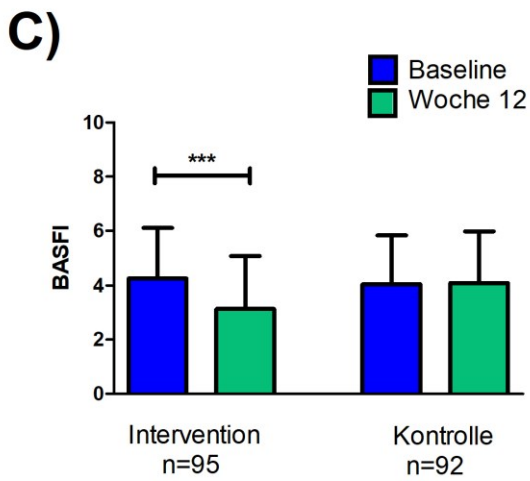 C)
Baseline
Woche 12
10
***
8
6
BASFI
4
2
0
Intervention
n=95
Kontrolle
n=92